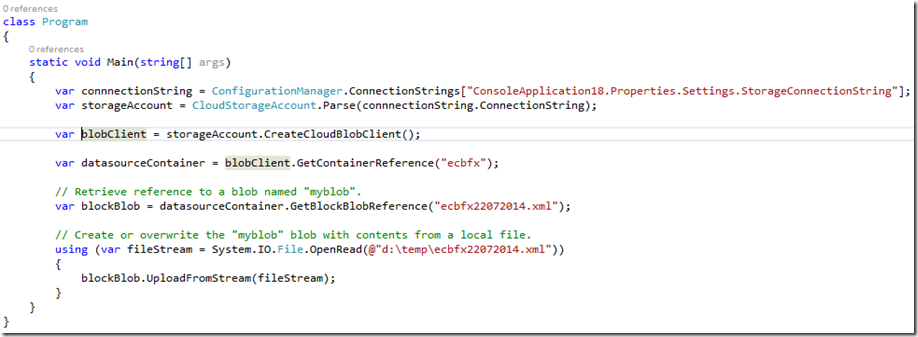 0 references
class Program
{
0 references
static void Main(string[] args)
{
var connnectionString = ConfigurationManager.ConnectionStrings["ConsoleApplication18.Properties.Settings.StorageConnectionString"];
var storageAccount = CloudStorageAccount.Parse(connnectionString.ConnectionString);
var blobClient = storageAccount.CreateCloudBlobClient();
var datasourceContainer = blobClient.GetContainerReference("ecbfx");
// Retrieve reference to a blob named "myblob".
var blockBlob = datasourceContainer.GetBlockBlobReference("ecbfx22072014.xml");
// Create or overwrite the "myblob" blob with contents from a local file.
using (var fileStream = System.IO.File.OpenRead(@"d:\temp\ecbfx22072014.xml"))
{
blockBlob.UploadFromStream(fileStream);
}
}
}